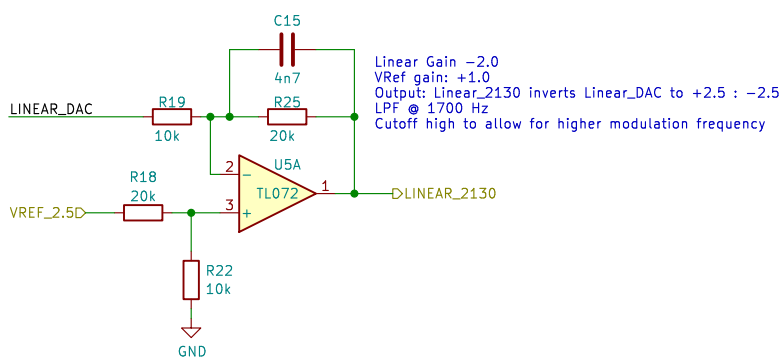 C15
4n7
Linear Gain -2.0
VRef gain: +1.0
Output: Linear_2130 inverts Linear_DAC to +2.5 : -2.5
LPF @ 1700 Hz
Cutoff high to allow for higher modulation frequency
LINEAR_DAC
R19
10k
R25
20k
U5A
TL072
2
-
3
+
1
LINEAR_2130
R18
20k
VREF_2.5
R22
10k
GND